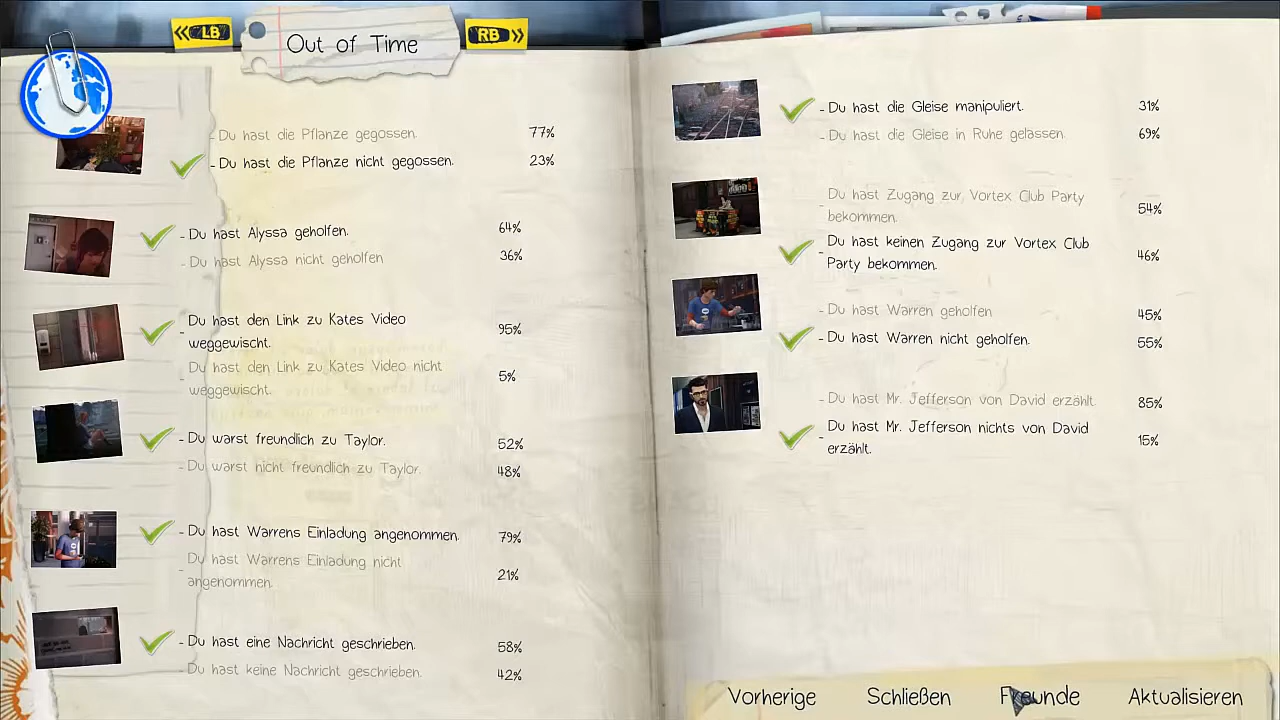 LB
Out of Time
RB
- Du hast die Pflanze gegossen. 77%
- Du hast die Pflanze nicht gegossen. 23%
- Du hast Alyssa geholfen. 64%
- Du hast Alyssa nicht geholfen 36%
- Du hast den Link zu Kates Video
weggewischt. 95%
- Du hast den Link zu Kates Video nicht
weggewischt. 5%
- Du warst freundlich zu Taylor. 52%
- Du warst nicht freundlich zu Taylor. 48%
- Du hast Warrens Einladung angenommen. 79%
- Du hast Warrens Einladung nicht
angenommen. 21%
- Du hast eine Nachricht geschrieben. 58%
- Du hast keine Nachricht geschrieben. 42%
- Du hast die Gleise manipuliert. 31%
- Du hast die Gleise in Ruhe gelassen. 69%
- Du hast Zugang zur Vortex Club Party
bekommen. 54%
- Du hast keinen Zugang zur Vortex Club
Party bekommen. 46%
- Du hast Warren geholfen 45%
- Du hast Warren nicht geholfen. 55%
- Du hast Mr. Jefferson von David erzählt. 85%
- Du hast Mr. Jefferson nichts von David
erzählt. 15%
Vorherige
Schließen
Freunde
Aktualisieren